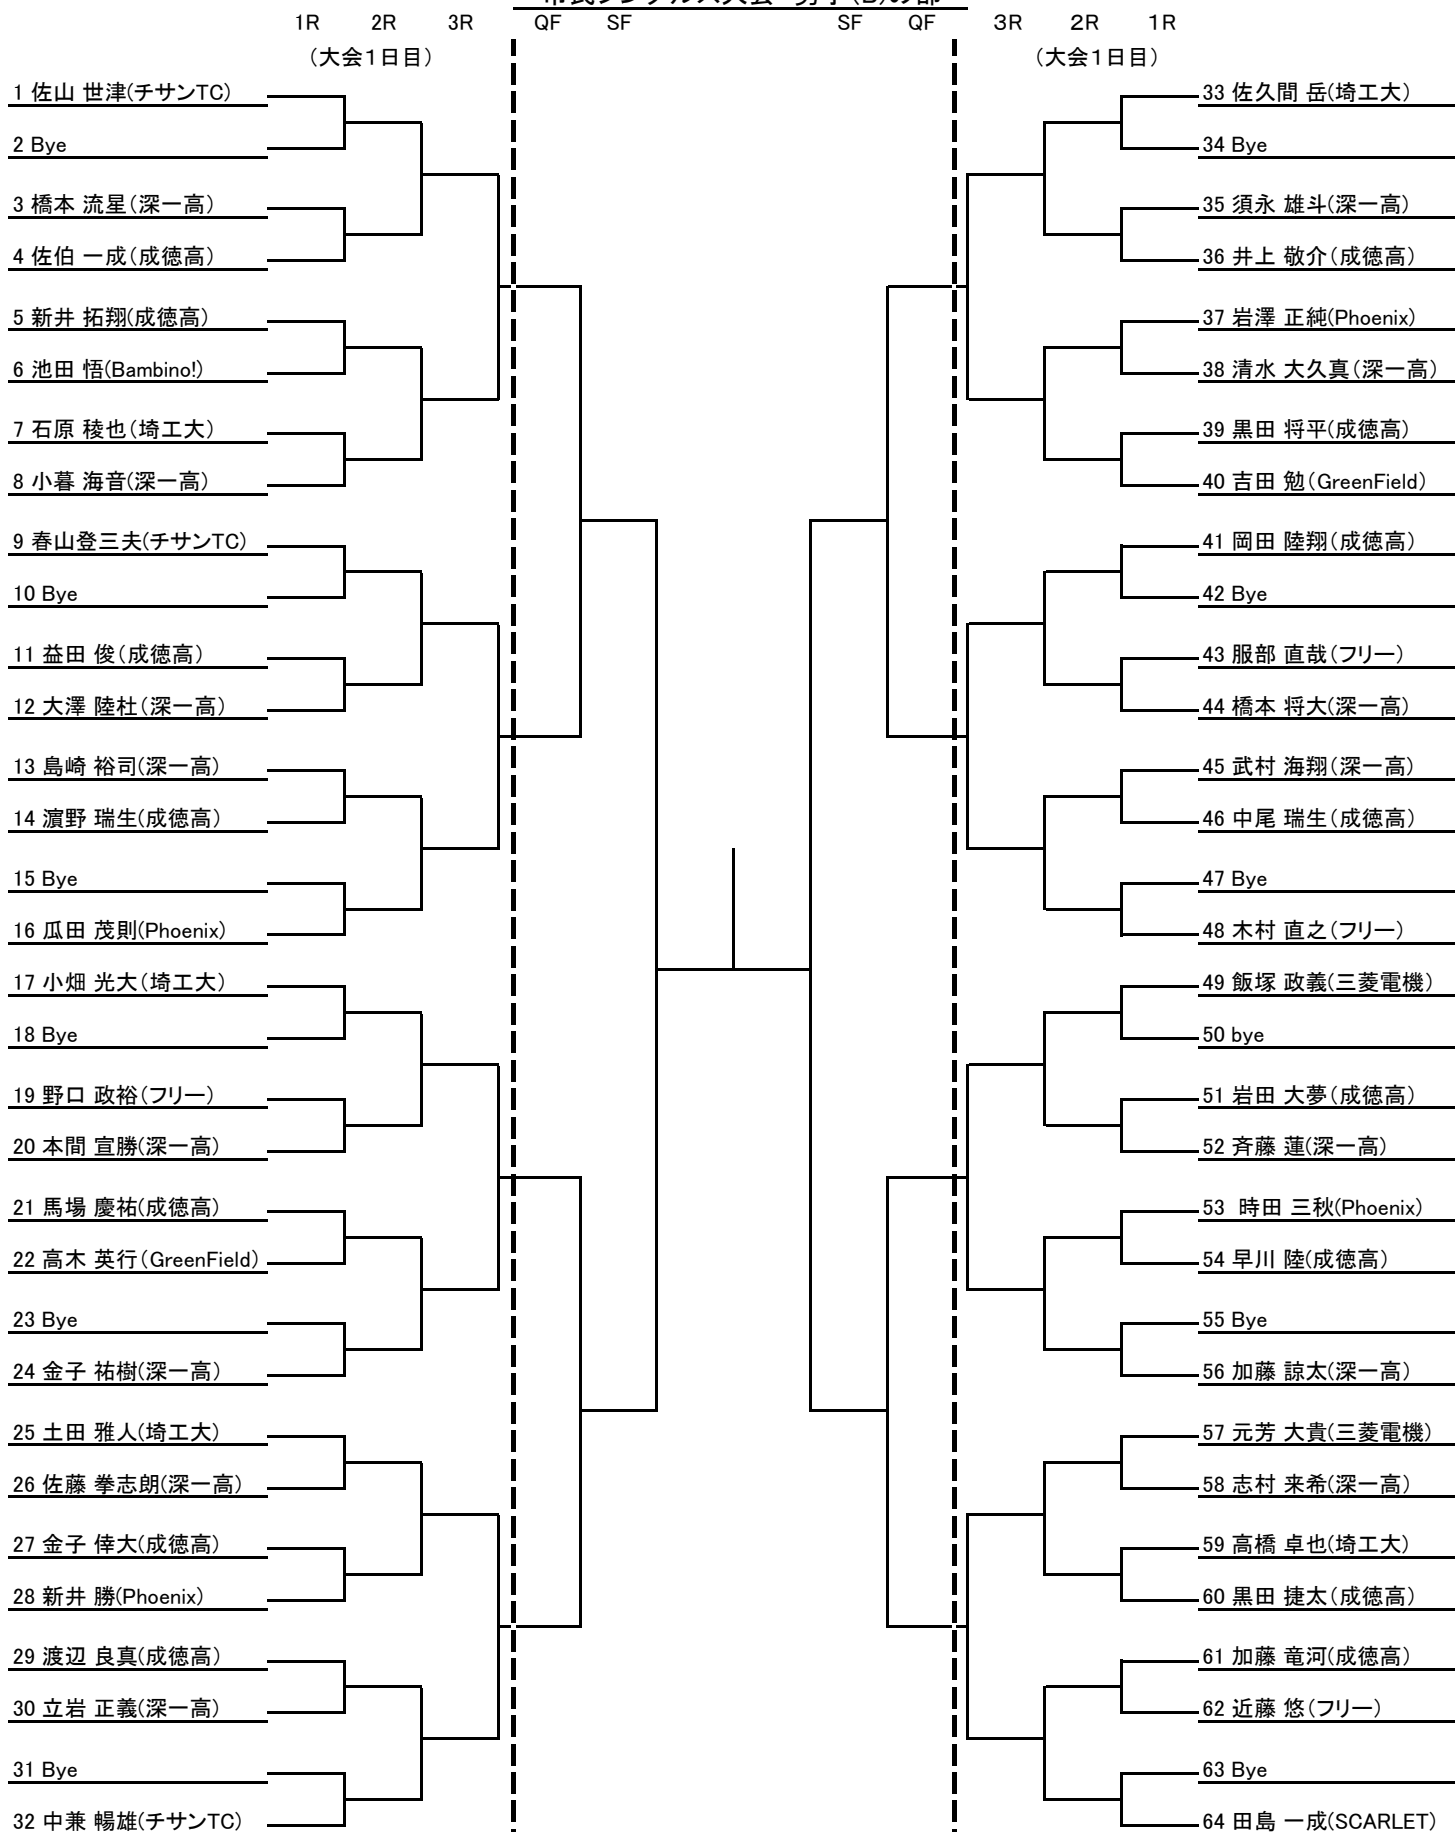 市民シングルス大会 男子(B)の部
1R 2R 3R QF SF SF QF 3R 2R 1R
(大会1日目) (大会1日目)
1 佐山 世津(チサンTC)
2 Bye
3 橋本 流星(深一高)
4 佐伯 一成(成徳高)
5 新井 拓翔(成徳高)
6 池田 悟(Bambino!)
7 石原 稜也(埼工大)
8 小暮 海音(深一高)
9 春山登三夫(チサンTC)
10 Bye
11 益田 俊(成徳高)
12 大澤 陸杜(深一高)
13 島崎 裕司(深一高)
14 濵野 瑞生(成徳高)
15 Bye
16 瓜田 茂則(Phoenix)
17 小畑 光大(埼工大)
18 Bye
19 野口 政裕(フリー)
20 本間 宣勝(深一高)
21 馬場 慶祐(成徳高)
22 高木 英行(GreenField)
23 Bye
24 金子 祐樹(深一高)
25 土田 雅人(埼工大)
26 佐藤 拳志朗(深一高)
27 金子 倖大(成徳高)
28 新井 勝(Phoenix)
29 渡辺 良真(成徳高)
30 立岩 正義(深一高)
31 Bye
32 中兼 暢雄(チサンTC)
33 佐久間 岳(埼工大)
34 Bye
35 須永 雄斗(深一高)
36 井上 敬介(成徳高)
37 岩澤 正純(Phoenix)
38 清水 大久真(深一高)
39 黒田 将平(成徳高)
40 吉田 勉(GreenField)
41 岡田 陸翔(成徳高)
42 Bye
43 服部 直哉(フリー)
44 橋本 将大(深一高)
45 武村 海翔(深一高)
46 中尾 瑞生(成徳高)
47 Bye
48 木村 直之(フリー)
49 飯塚 政義(三菱電機)
50 bye
51 岩田 大夢(成徳高)
52 斉藤 蓮(深一高)
53 時田 三秋(Phoenix)
54 早川 陸(成徳高)
55 Bye
56 加藤 諒太(深一高)
57 元芳 大貴(三菱電機)
58 志村 来希(深一高)
59 高橋 卓也(埼工大)
60 黒田 捷太(成徳高)
61 加藤 竜河(成徳高)
62 近藤 悠(フリー)
63 Bye
64 田島 一成(SCARLET)